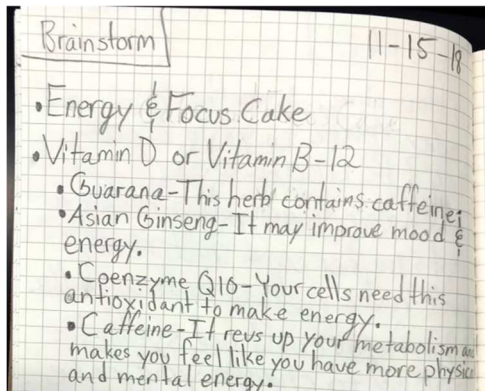 Brainstorm
11-15-18
•Energy & Focus Cake
•Vitamin D or Vitamin B-12
•Guarana-This herb contains caffeine;
•Asian Ginseng-It may improve mood &
energy.
•Coenzyme Q10-Your cells need this
antioxidant to make energy.
•Caffeine-It revs up your metabolism
makes you feel like you have more
and mental energy.